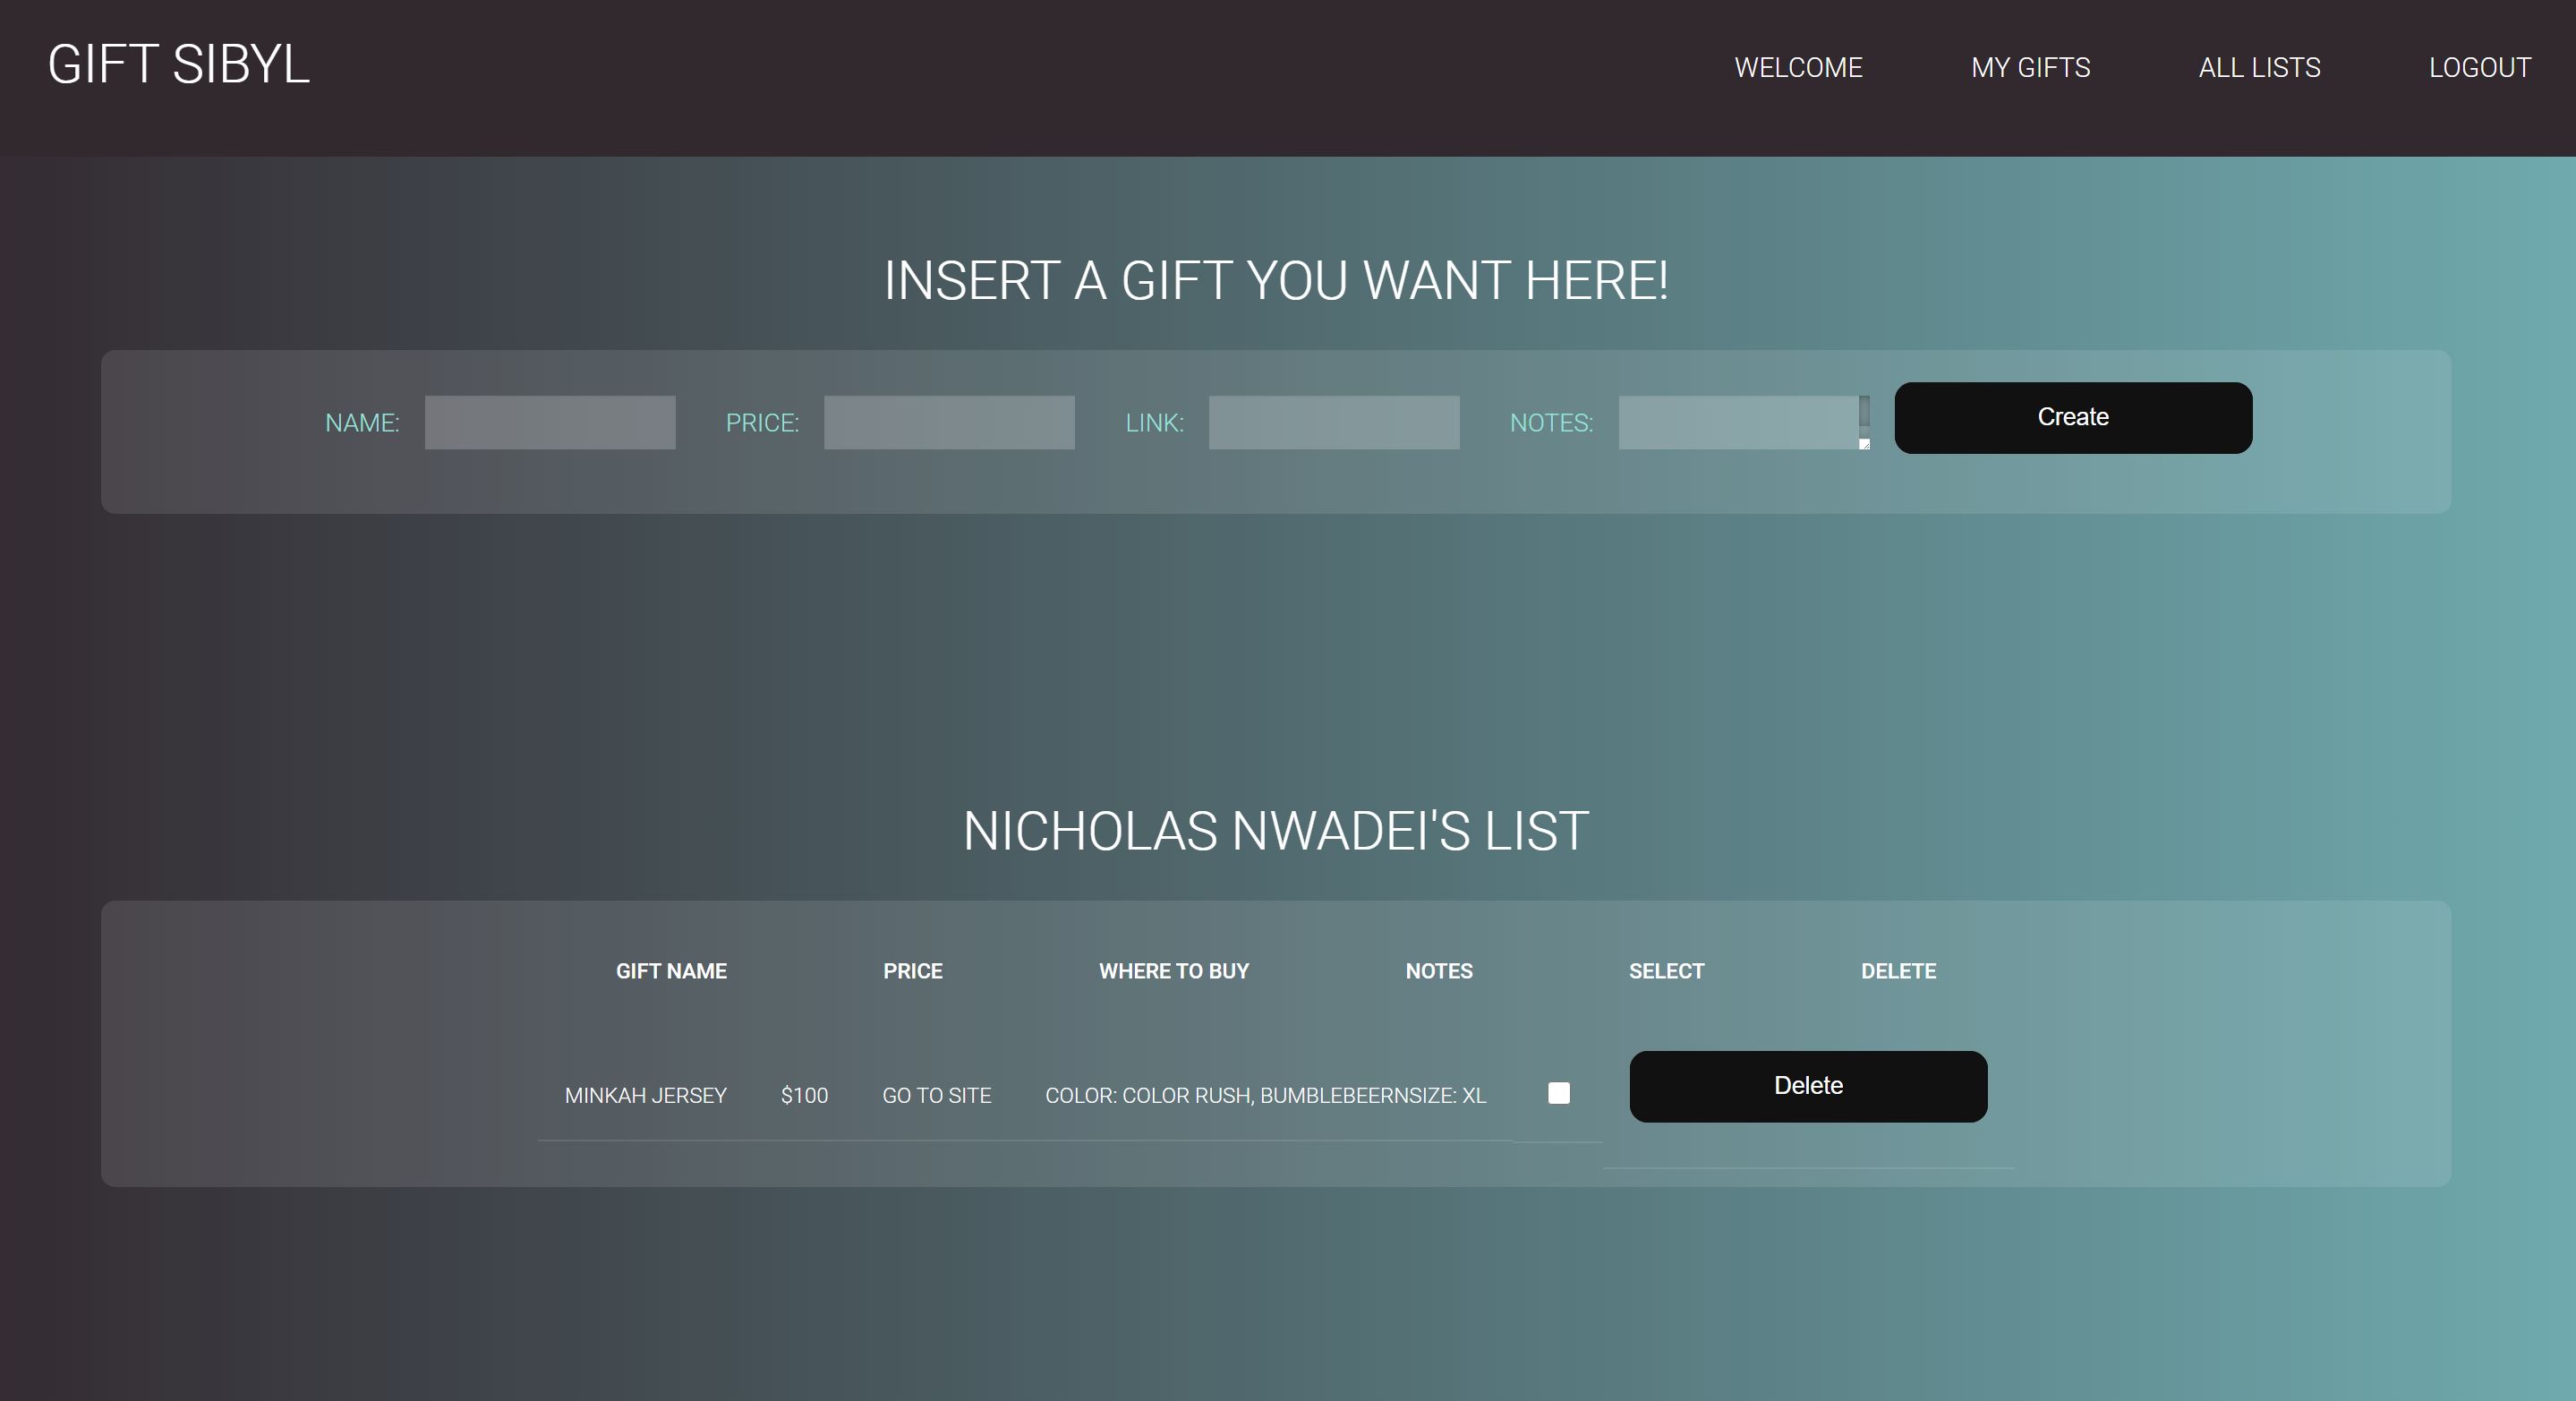 GIFT SIBYL
WELCOME MY GIFTS ALL LISTS LOGOUT
INSERT A GIFT YOU WANT HERE!
NAME: PRICE: LINK: NOTES: Create
NICHOLAS NWADEI'S LIST
GIFT NAME PRICE WHERE TO BUY NOTES SELECT DELETE
MINKAH JERSEY $100 GO TO SITE COLOR: COLOR RUSH, BUMBLEBEERNSIZE: XL Delete